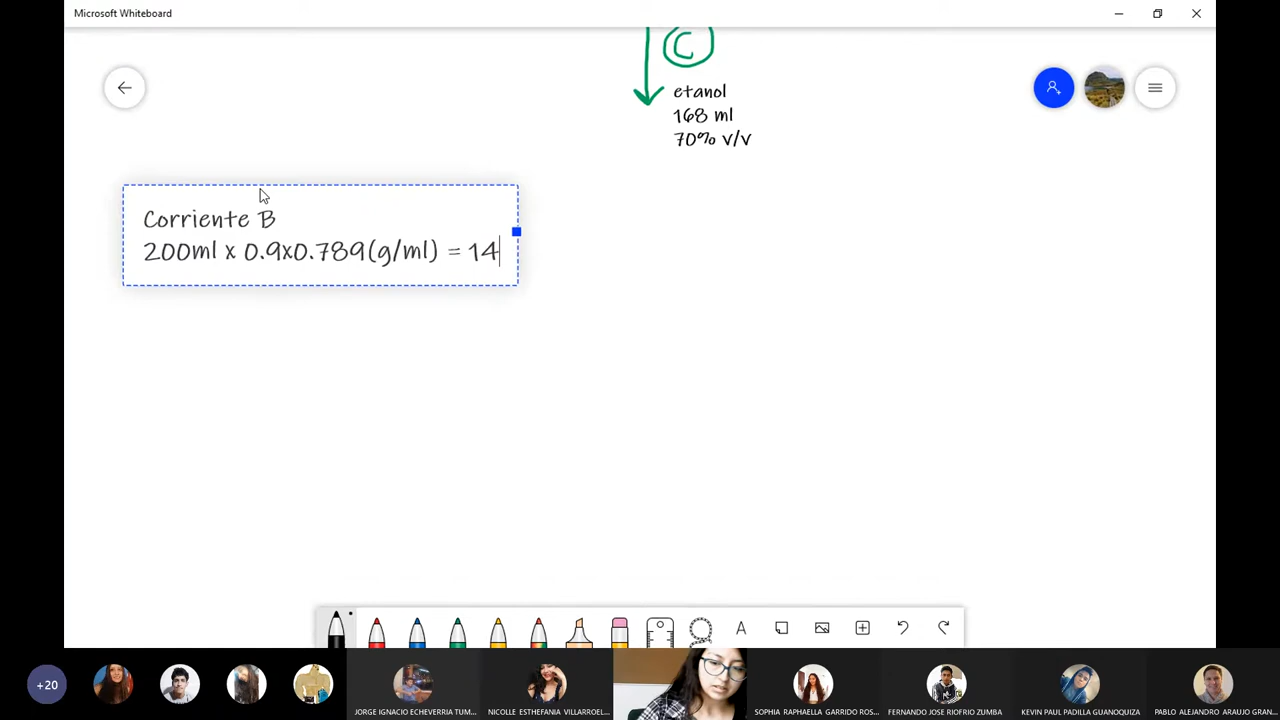 Microsoft Whiteboard
C
etanol
168 ml
70% v/v
Corriente B
200ml x 0.9x0.789(g/ml) = 14
A
+20
JORGE IGNACIO ECHEVERRIA TUM...
NICOLLE ESTHEFANIA VILLARROEL...
SOPHIA RAPHAELLA GARRIDO ROS...
FERNANDO JOSE RIOFRIO ZUMBA
KEVIN PAUL PADILLA GUANOQUIZA
PABLO ALEJANDRO ARAUJO GRAN...